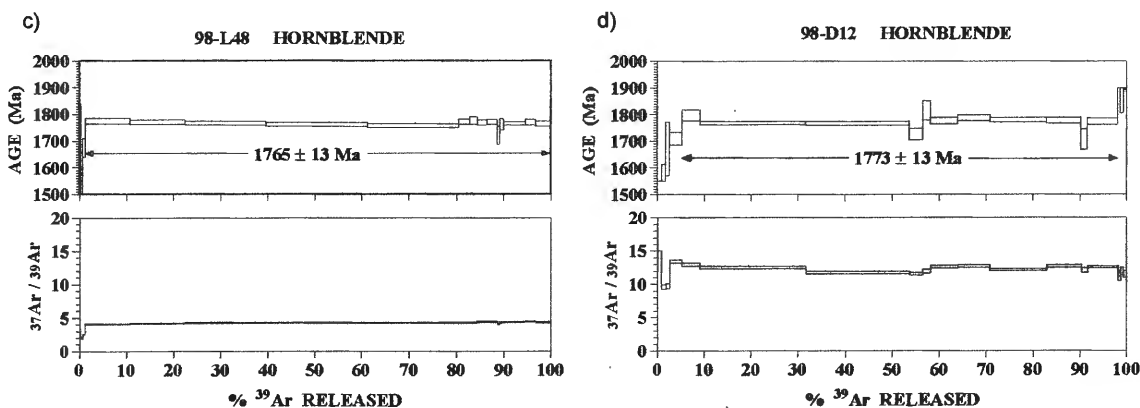 c)
98-L48 HORNBLENDE
AGE (Ma)
2000
1900
1800
1700
1600
1500
1765 ± 13 Ma
37Ar / 39Ar
20
15
10
5
0
0 10 20 30 40 50 60 70 80 90 100
% 39Ar RELEASED
d)
98-D12 HORNBLENDE
AGE (Ma)
2000
1900
1800
1700
1600
1500
1773 ± 13 Ma
37Ar / 39Ar
20
15
10
5
0
0 10 20 30 40 50 60 70 80 90 100
% 39Ar RELEASED